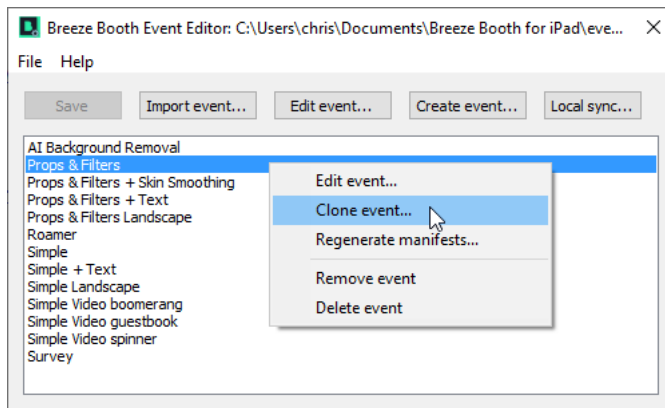 Breeze Booth Event Editor: C:\Users\chris\Documents\Breeze Booth for iPad\eve...
File Help
Save Import event... Edit event... Create event... Local sync...
AI Background Removal
Props & Filters
Props & Filters + Skin Smoothing
Props & Filters + Text
Props & Filters Landscape
Roamer
Simple
Simple + Text
Simple Landscape
Simple Video boomerang
Simple Video guestbook
Simple Video spinner
Survey
Edit event...
Clone event...
Regenerate manifests...
Remove event
Delete event